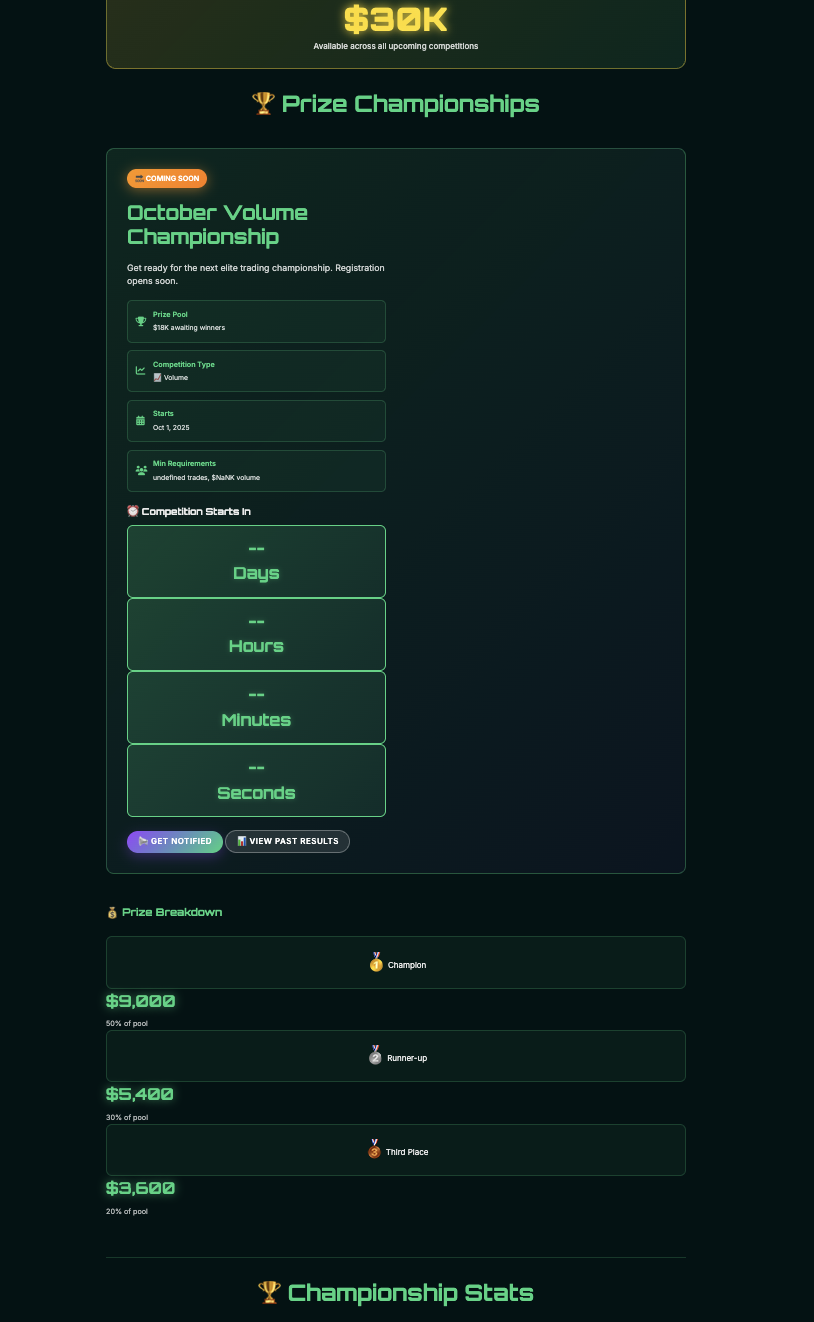 $30K
Available across all upcoming competitions
🏆 Prize Championships
🔜 COMING SOON
October Volume
Championship
Get ready for the next elite trading championship. Registration
opens soon.
Prize Pool
$18K awaiting winners
Competition Type
📈 Volume
Starts
Oct 1, 2025
Min Requirements
undefined trades, $NaNK volume
⏰ Competition Starts In
--
Days
--
Hours
--
Minutes
--
Seconds
GET NOTIFIED 📊 VIEW PAST RESULTS
💰 Prize Breakdown
🥇 Champion
$9,000
50% of pool
🥈 Runner-up
$5,400
30% of pool
🥉 Third Place
$3,600
20% of pool
🏆 Championship Stats